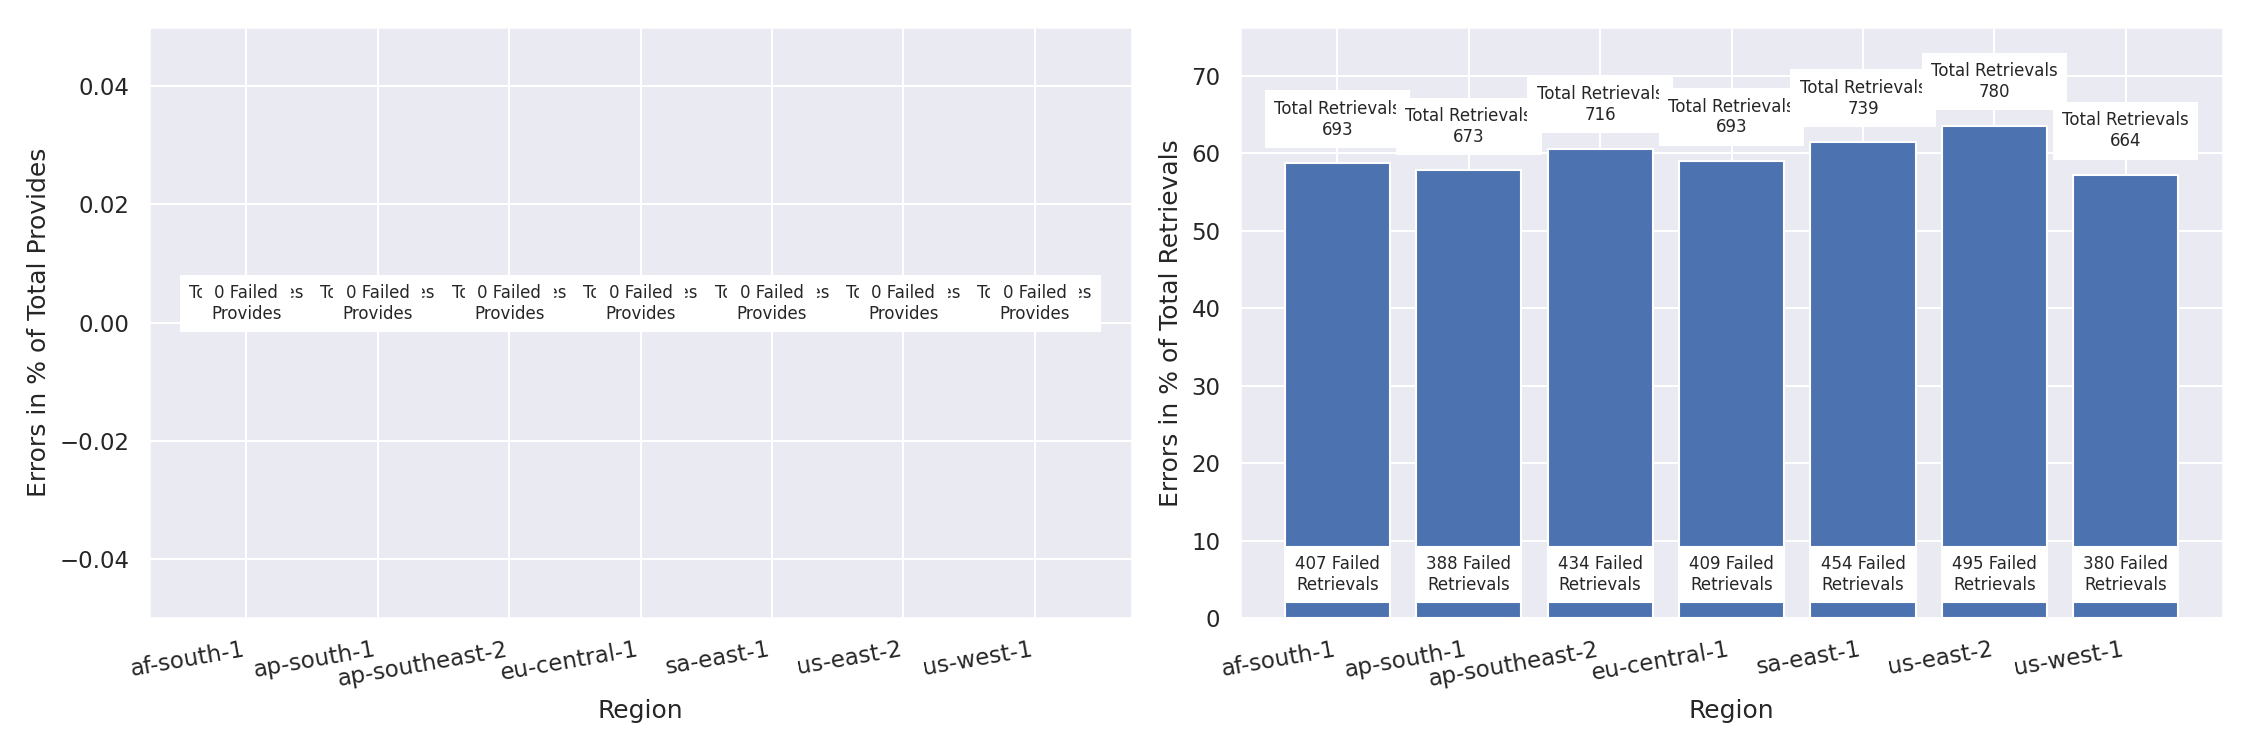 Errors in % of Total Provides
0.04
0.02
0.00
−0.02
−0.04
0 Failed
Provides
0 Failed
Provides
0 Failed
Provides
0 Failed
Provides
0 Failed
Provides
0 Failed
Provides
0 Failed
Provides
af-south-1
ap-south-1
ap-southeast-2
eu-central-1
sa-east-1
us-east-2
us-west-1
Region
Errors in % of Total Retrievals
70
60
50
40
30
20
10
0
Total Retrievals
693
Total Retrievals
673
Total Retrievals
716
Total Retrievals
693
Total Retrievals
739
Total Retrievals
780
Total Retrievals
664
407 Failed
Retrievals
388 Failed
Retrievals
434 Failed
Retrievals
409 Failed
Retrievals
454 Failed
Retrievals
495 Failed
Retrievals
380 Failed
Retrievals
af-south-1
ap-south-1
ap-southeast-2
eu-central-1
sa-east-1
us-east-2
us-west-1
Region